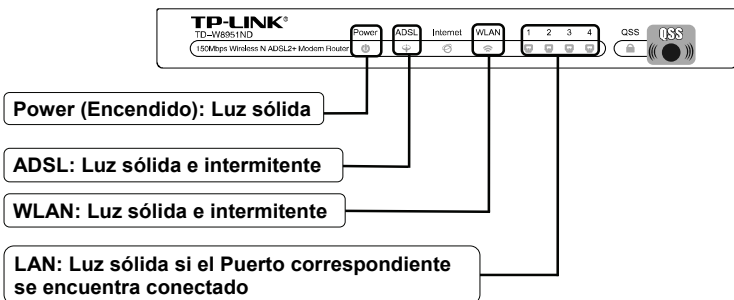 TP-LINK®
TD-W8951ND
150Mbps Wireless N ADSL2+ Modem Router
Power ADSL Internet WLAN 1 2 3 4 QSS QSS
Power (Encendido): Luz sólida
ADSL: Luz sólida e intermitente
WLAN: Luz sólida e intermitente
LAN: Luz sólida si el Puerto correspondiente
se encuentra conectado